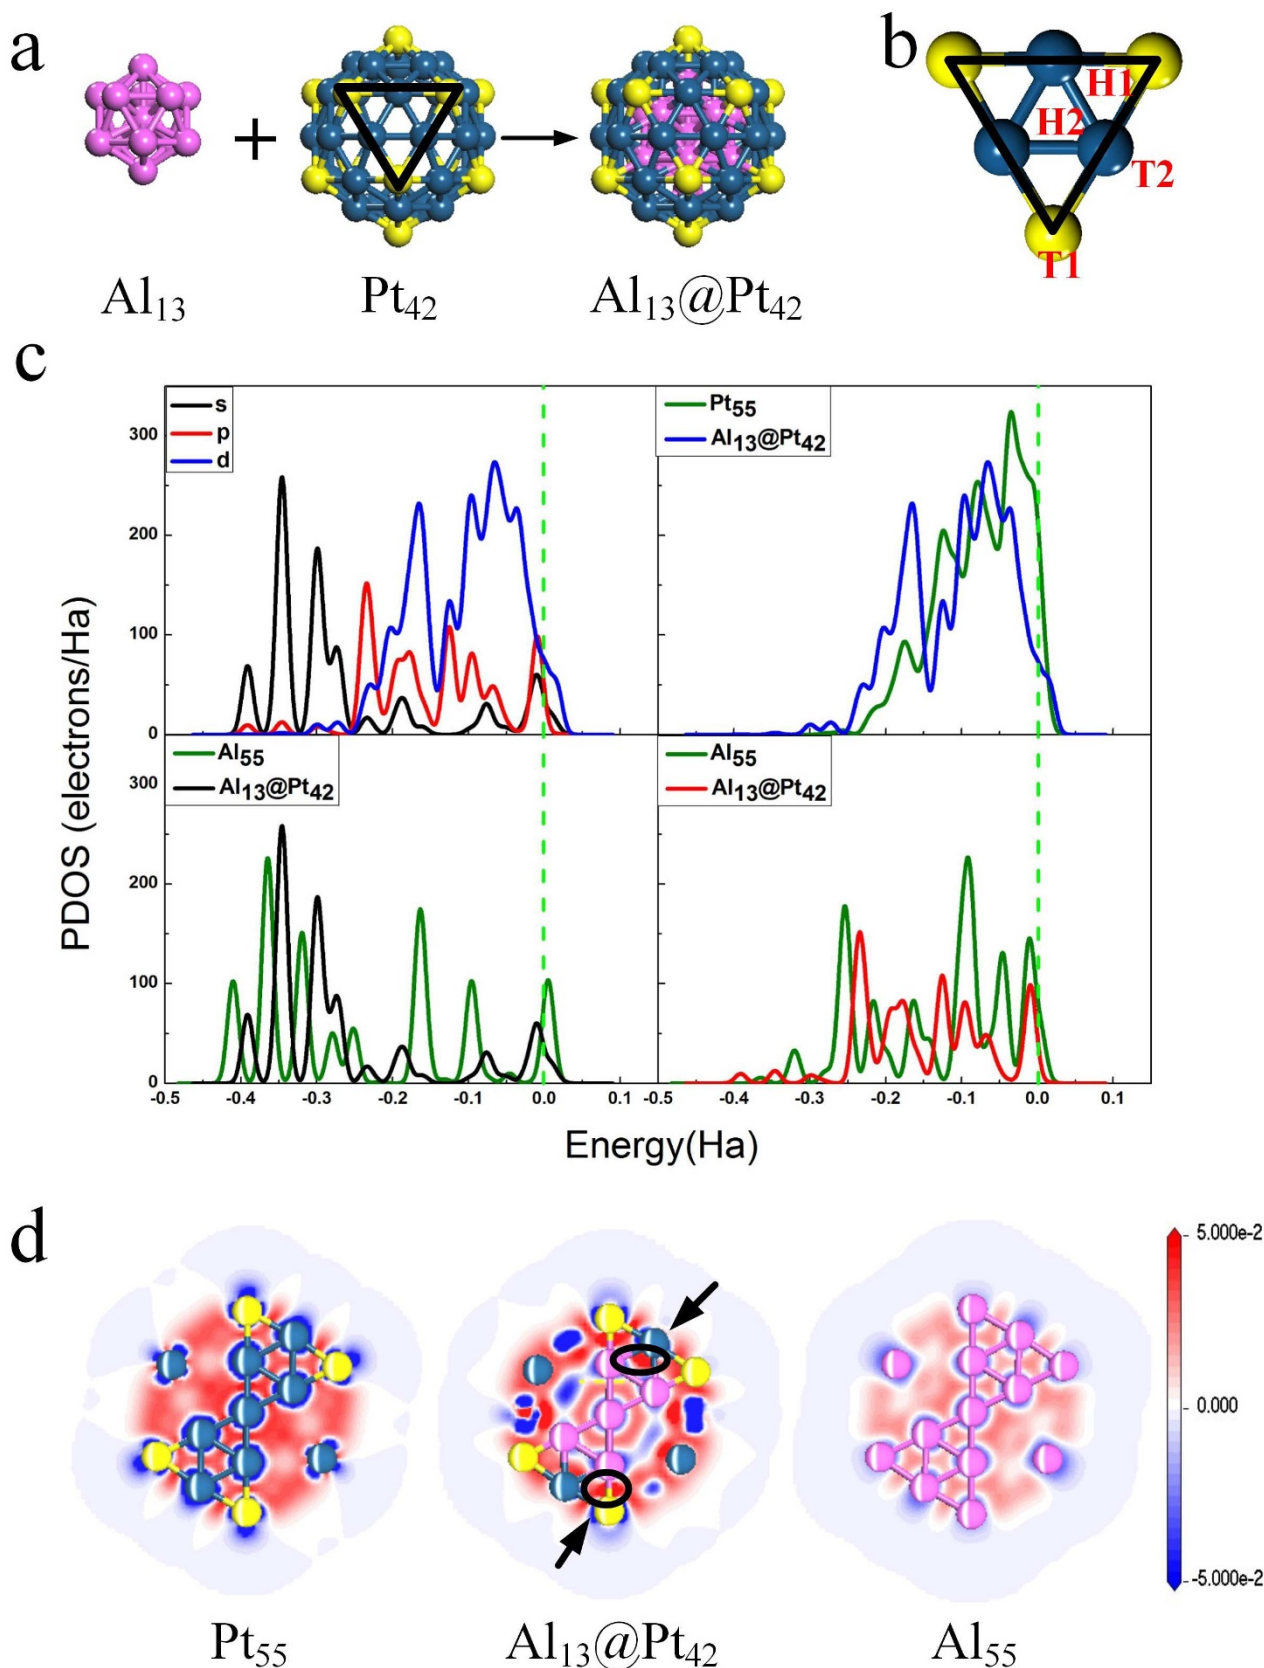 a
b
+
H1
H2
T2
T1
Al13
Pt42
Al13@Pt42
c
s
p
d
Pt55
Al13@Pt42
300
200
100
0
Al55
Al13@Pt42
Al55
Al13@Pt42
300
200
100
0
PDOS (electrons/Ha)
-0.5 -0.4 -0.3 -0.2 -0.1 0.0 0.1 -0.5 -0.4 -0.3 -0.2 -0.1 0.0 0.1
Energy(Ha)
d
5.000e-2
0.000
-5.000e-2
Pt55
Al13@Pt42
Al55